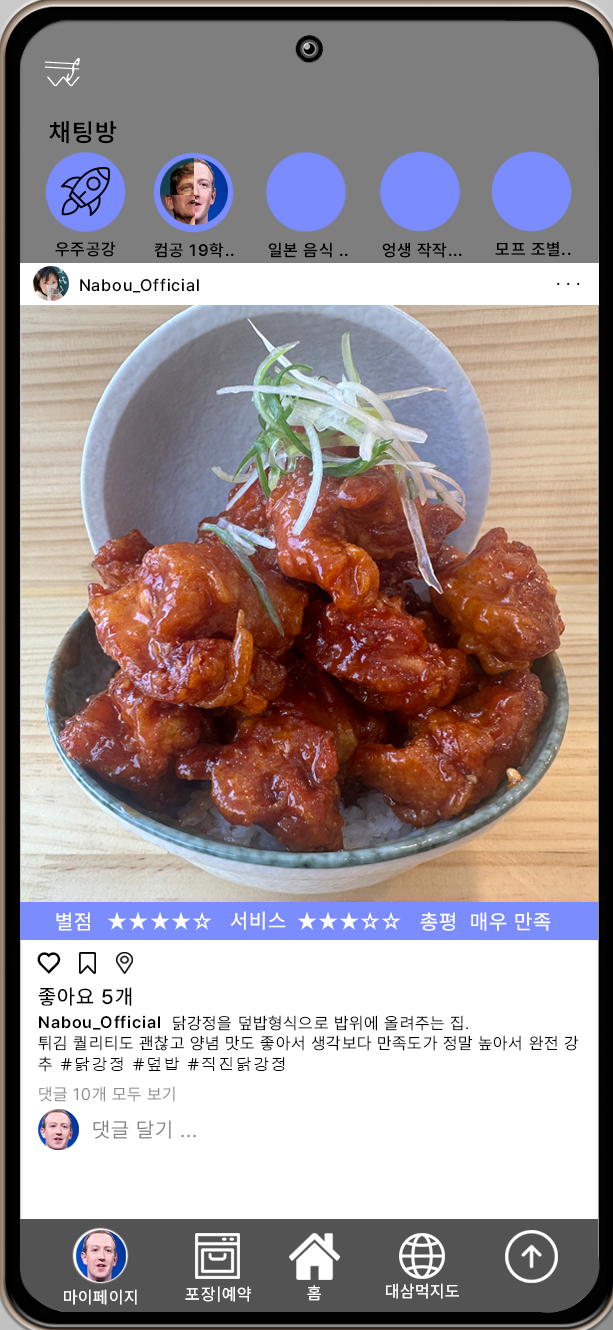 채팅방
우주공강 컴공 19학.. 일본 음식 .. 엉생 작작... 모프 조별..
Nabou_Official ...
별점 ★★★★☆ 서비스 ★★★☆☆ 총평 매우 만족
좋아요 5개
Nabou_Official 닭강정을 덮밥형식으로 밥위에 올려주는 집.
튀김 퀄리티도 괜찮고 양념 맛도 좋아서 생각보다 만족도가 정말 높아서 완전 강
추 #닭강정 #덮밥 #직진닭강정
댓글 10개 모두 보기
댓글 달기 ...
마이페이지 포장|예약 홈 대삼먹지도